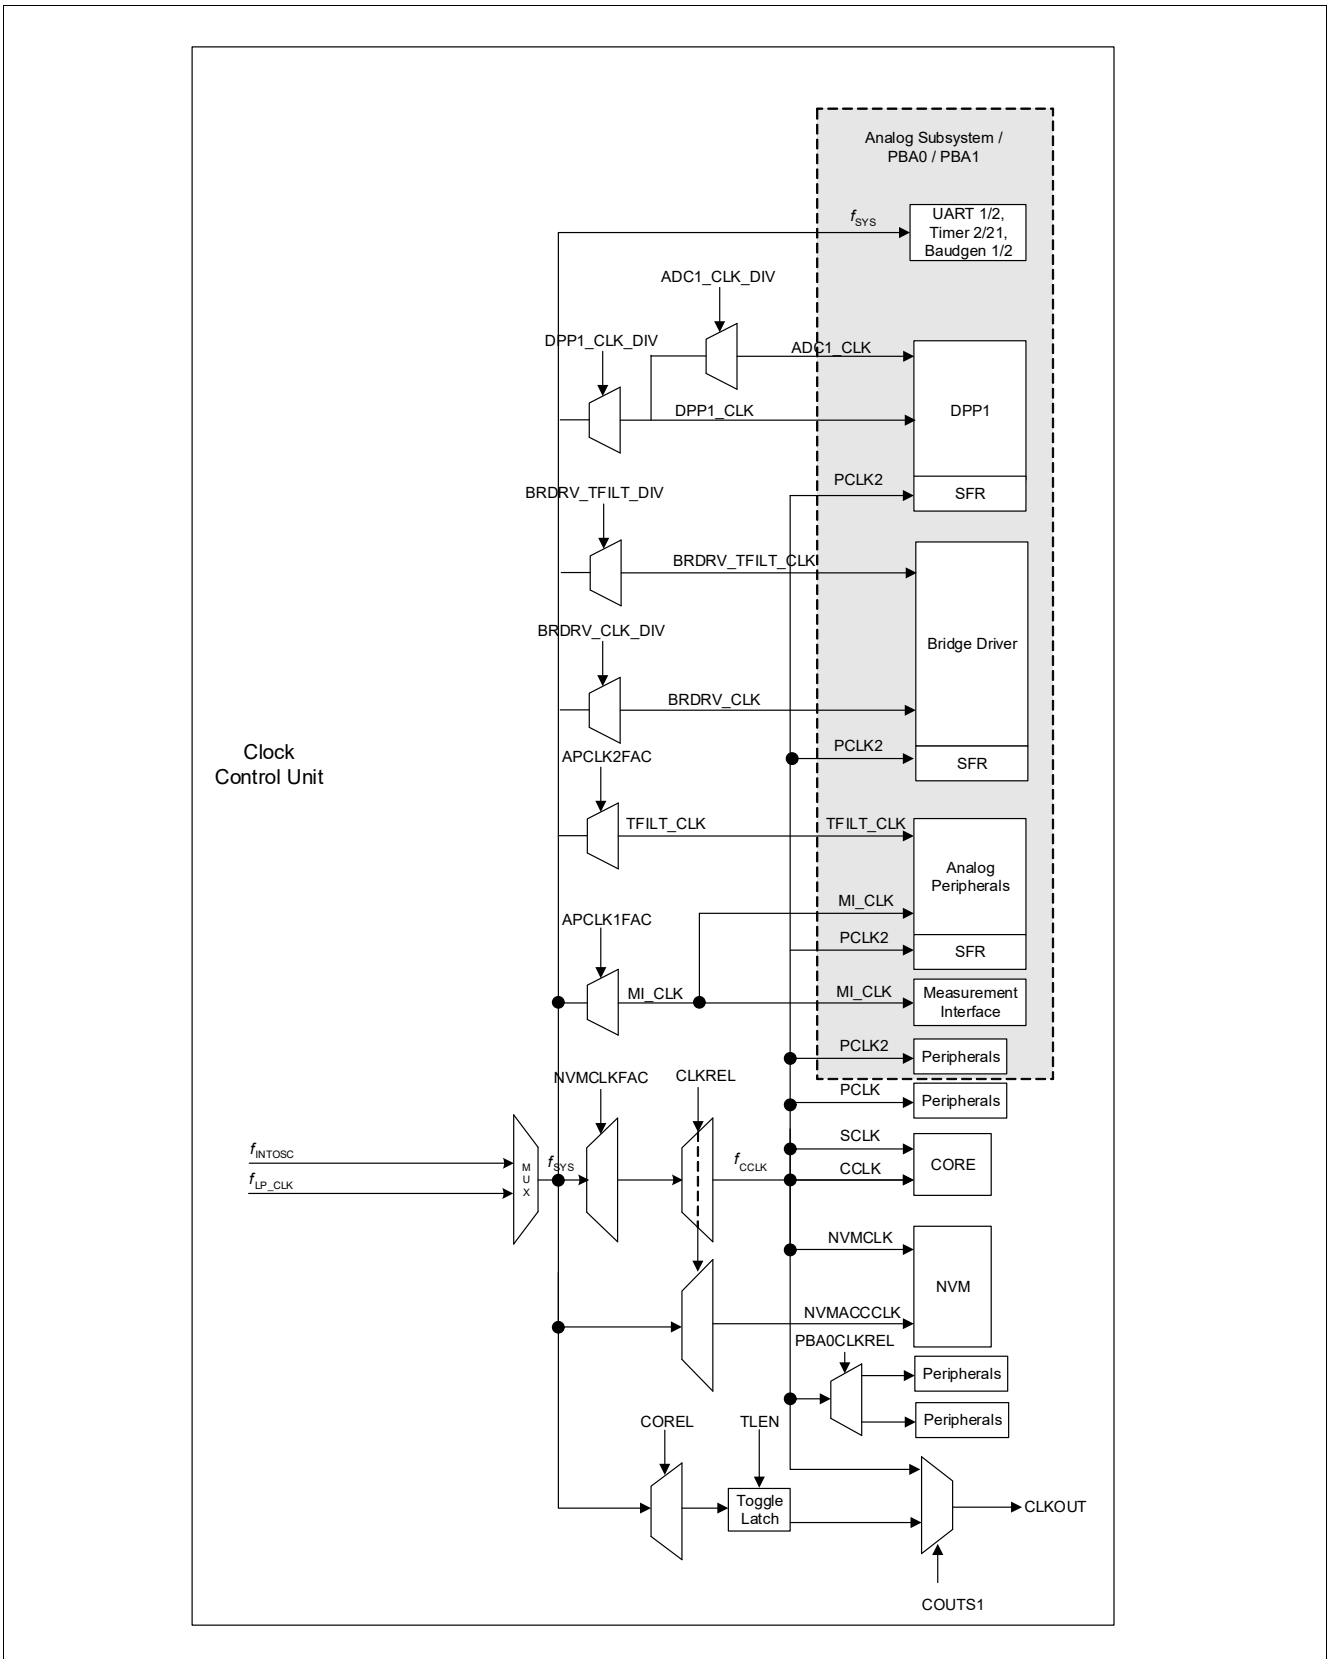 Analog Subsystem /
PBA0 / PBA1
fSYS
UART 1/2,
Timer 2/21,
Baudgen 1/2
ADC1_CLK_DIV
DPP1_CLK_DIV
ADC1_CLK
DPP1_CLK
DPP1
PCLK2
SFR
BRDRV_TFILT_DIV
BRDRV_TFILT_CLK
BRDRV_CLK_DIV
Bridge Driver
BRDRV_CLK
PCLK2
SFR
Clock
Control Unit
APCLK2FAC
TFILT_CLK
TFILT_CLK
Analog
Peripherals
MI_CLK
APCLK1FAC
PCLK2
SFR
MI_CLK
MI_CLK
Measurement
Interface
PCLK2
Peripherals
NVMCLKFAC
CLKREL
PCLK
Peripherals
fINTOSC
fLP_CLK
M
U
X
fSYS
fCCLK
SCLK
CCLK
CORE
NVMCLK
NVM
NVMACCCLK
PBA0CLKREL
Peripherals
Peripherals
COREL
TLEN
Toggle
Latch
CLKOUT
COUTS1